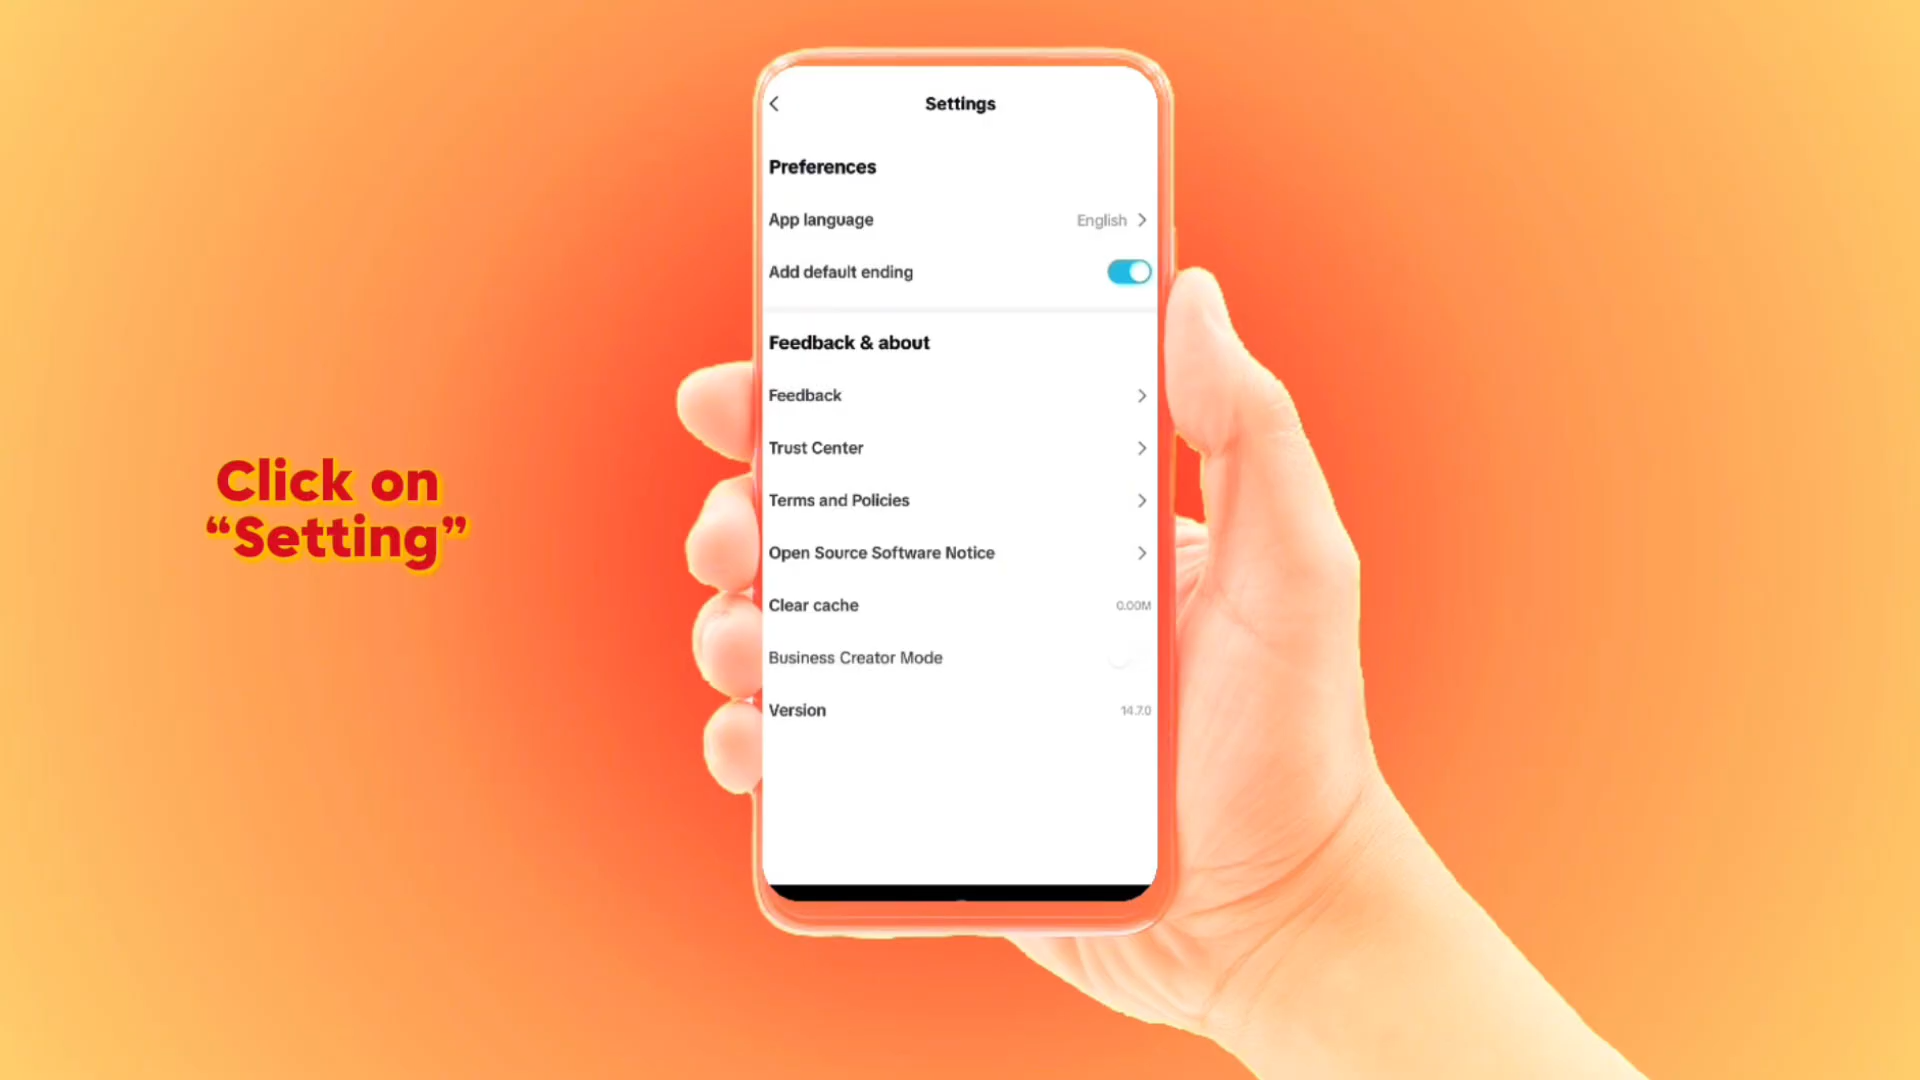 Settings
Preferences
App language English
Add default ending
Feedback & about
Feedback
Trust Center
Terms and Policies
Open Source Software Notice
Clear cache 0.00M
Business Creator Mode
Version 14.7.0
Click on
“Setting”